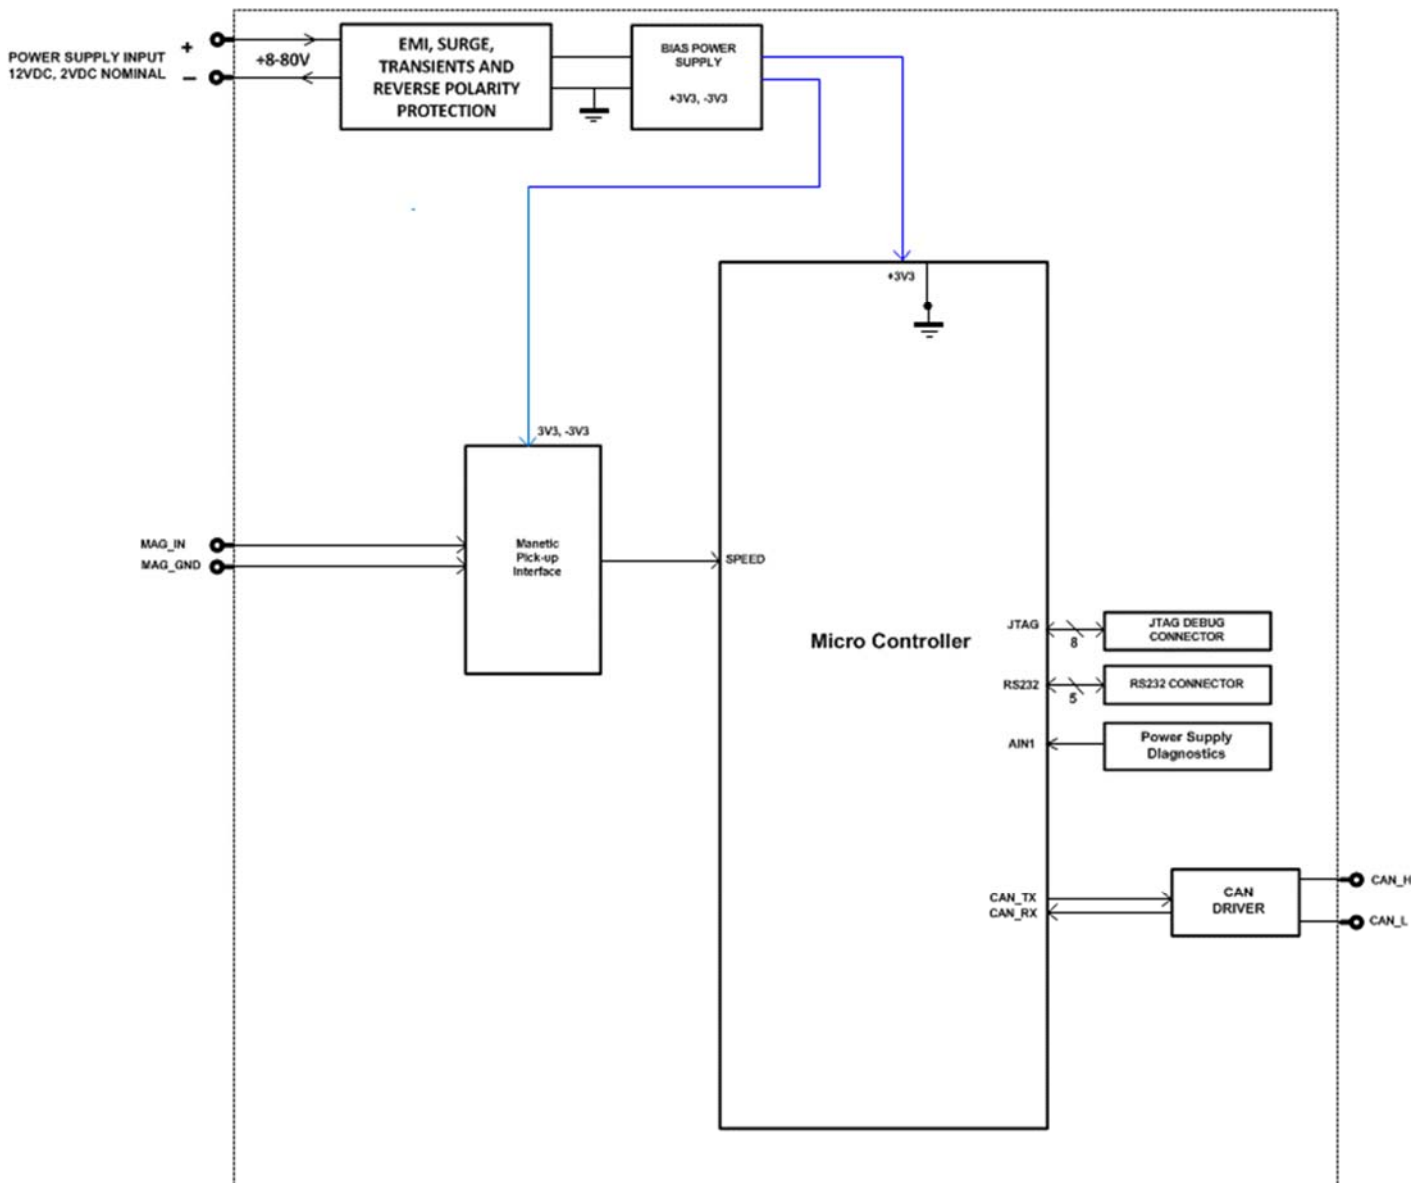 POWER SUPPLY INPUT
12VDC, 2VDC NOMINAL
+
−
+8-80V
EMI, SURGE,
TRANSIENTS AND
REVERSE POLARITY
PROTECTION
BIAS POWER
SUPPLY
+3V3, -3V3
+3V3
3V3, -3V3
MAG_IN
MAG_GND
Manetic
Pick-up
Interface
SPEED
Micro Controller
JTAG
8
JTAG DEBUG
CONNECTOR
RS232
5
RS232 CONNECTOR
AIN1
Power Supply
Diagnostics
CAN_TX
CAN_RX
CAN
DRIVER
CAN_H
CAN_L